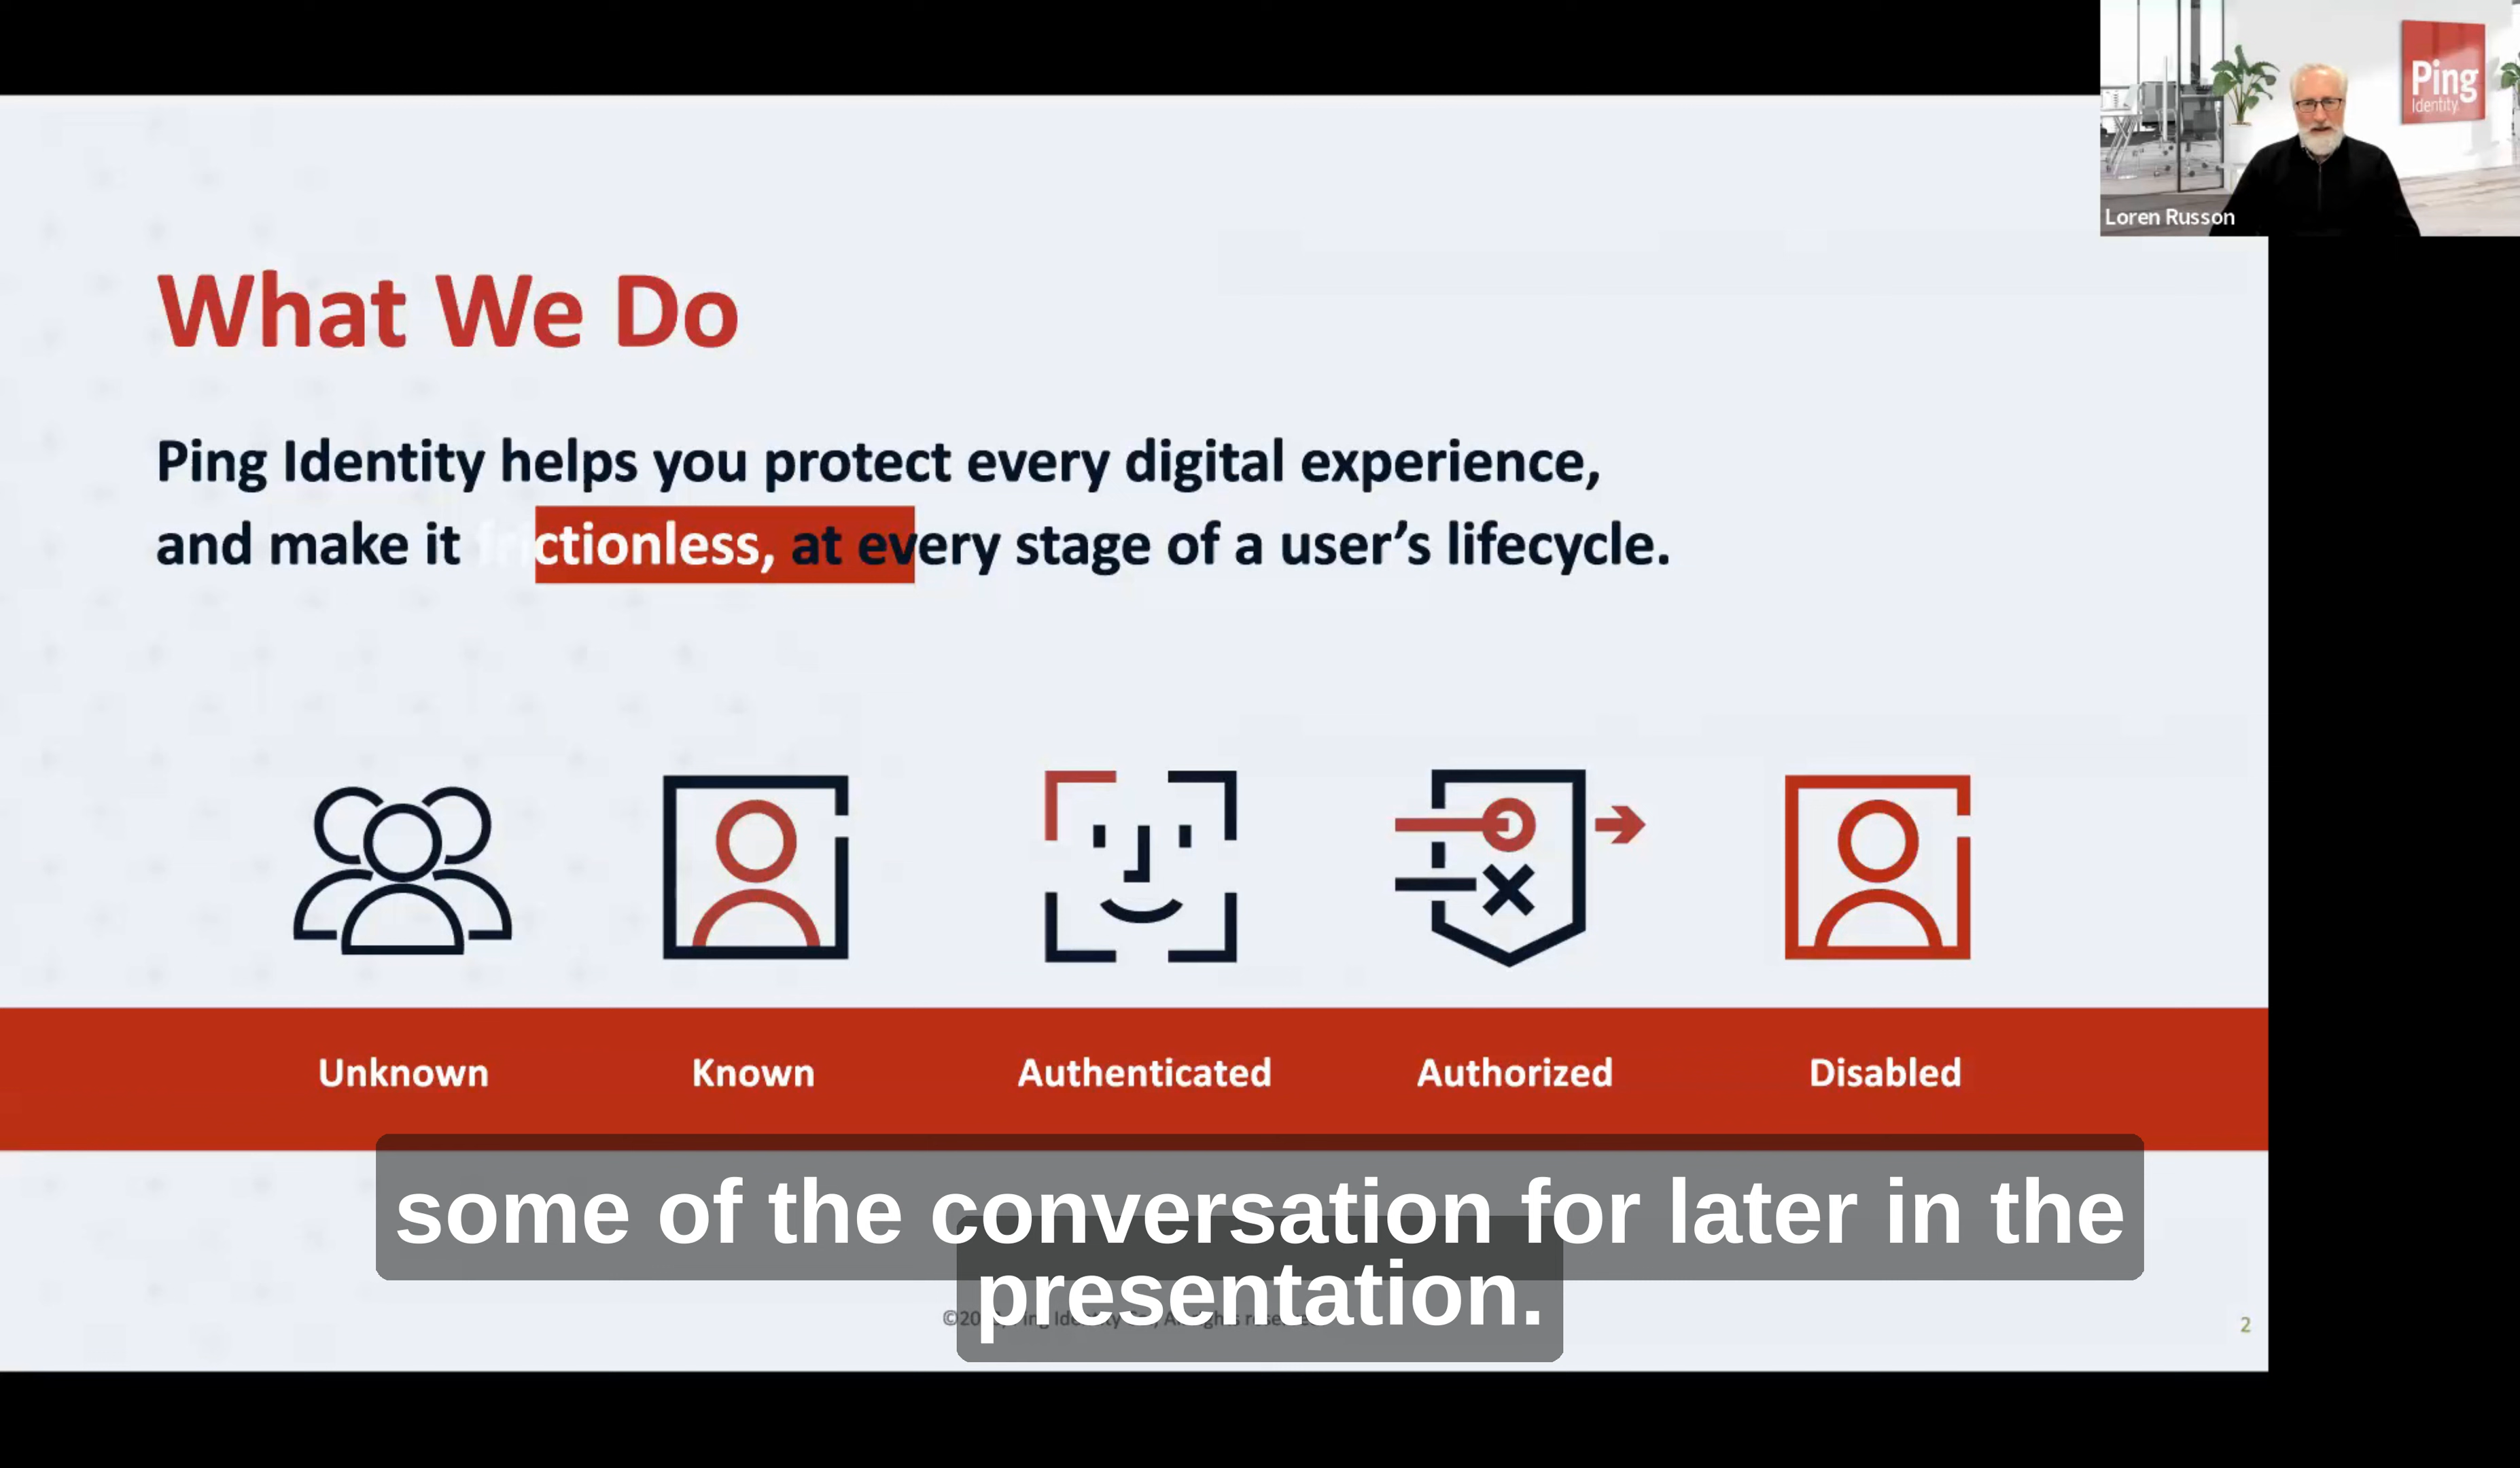 Ping
Identity
Loren Russon
What We Do
Ping Identity helps you protect every digital experience,
and make it frictionless, at every stage of a user’s lifecycle.
Unknown
Known
Authenticated
Authorized
Disabled
some of the conversation for later in the
presentation.
2